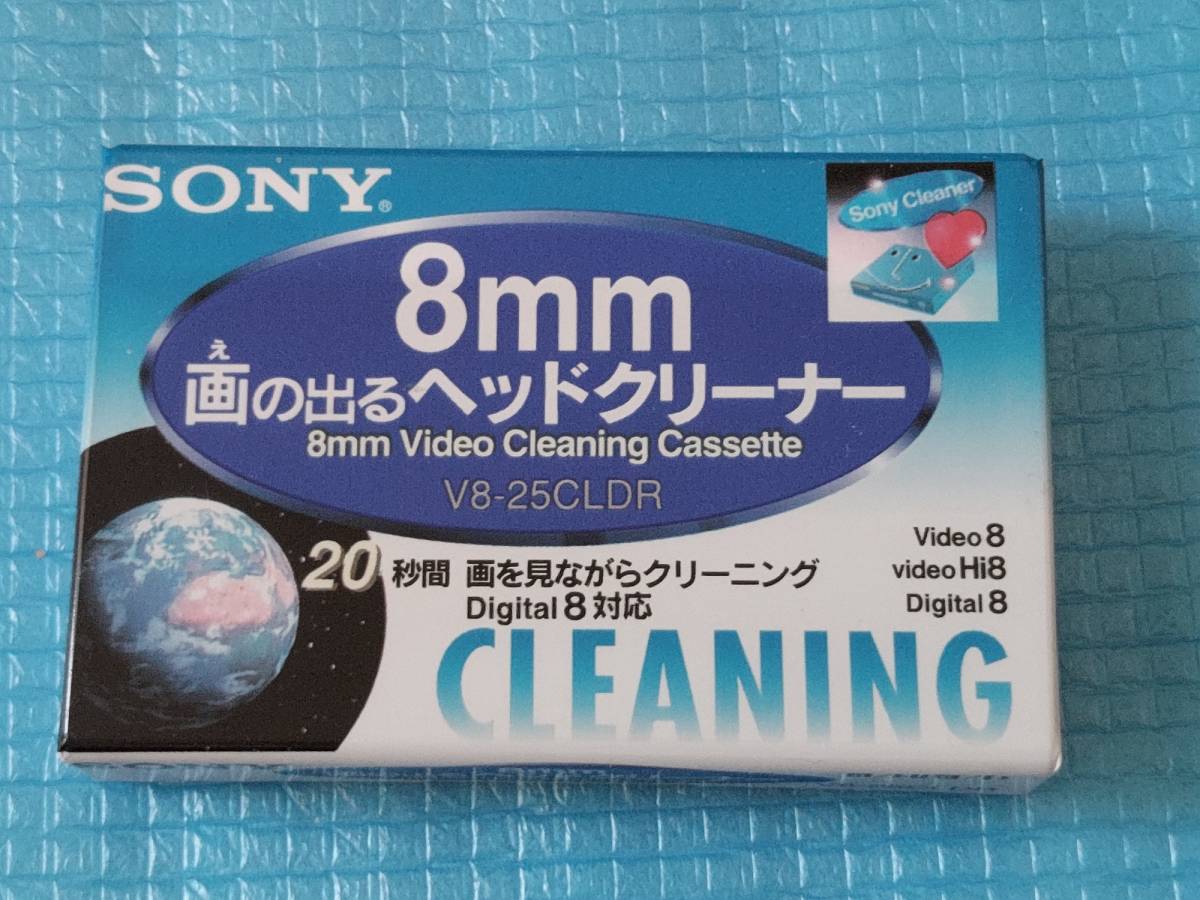 SONY®
Sony Cleaner
8mm
え
画の出るヘッドクリーナー
8mm Video Cleaning Cassette
V8-25CLDR
20秒間 画を見ながらクリーニング
Digital 8 対応
Video 8
video Hi8
Digital 8
CLEANING